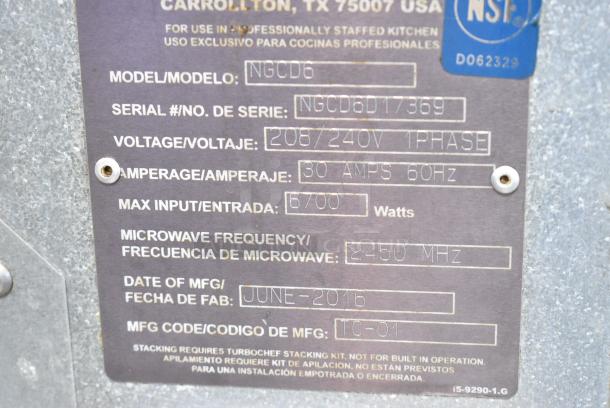 CARROLLTON, TX 75007 USA
NSF®
FOR USE IN PROFESSIONALLY STAFFED KITCHEN
USO EXCLUSIVO PARA COCINAS PROFESIONALES
D062329
MODEL/MODELO: NGCD6
SERIAL #/NO. DE SERIE: NGCD6D17369
VOLTAGE/VOLTAJE: 208/240V 1PHASE
AMPERAGE/AMPERAJE: 30 AMPS 60Hz
MAX INPUT/ENTRADA: 6700 Watts
MICROWAVE FREQUENCY/
FRECUENCIA DE MICROWAVE: 2450 MHz
DATE OF MFG/
FECHA DE FAB: JUNE-2016
MFG CODE/CODIGO DE MFG: TC-01
STACKING REQUIRES TURBOCHEF STACKING KIT. NOT FOR BUILT IN OPERATION.
APILAMIENTO REQUIERE KIT DE APILACION. NO ESTÁN PREVISTOS
PARA UNA INSTALACIÓN EMPOTRADA O ENCERRADA.
i5-9290-1.G